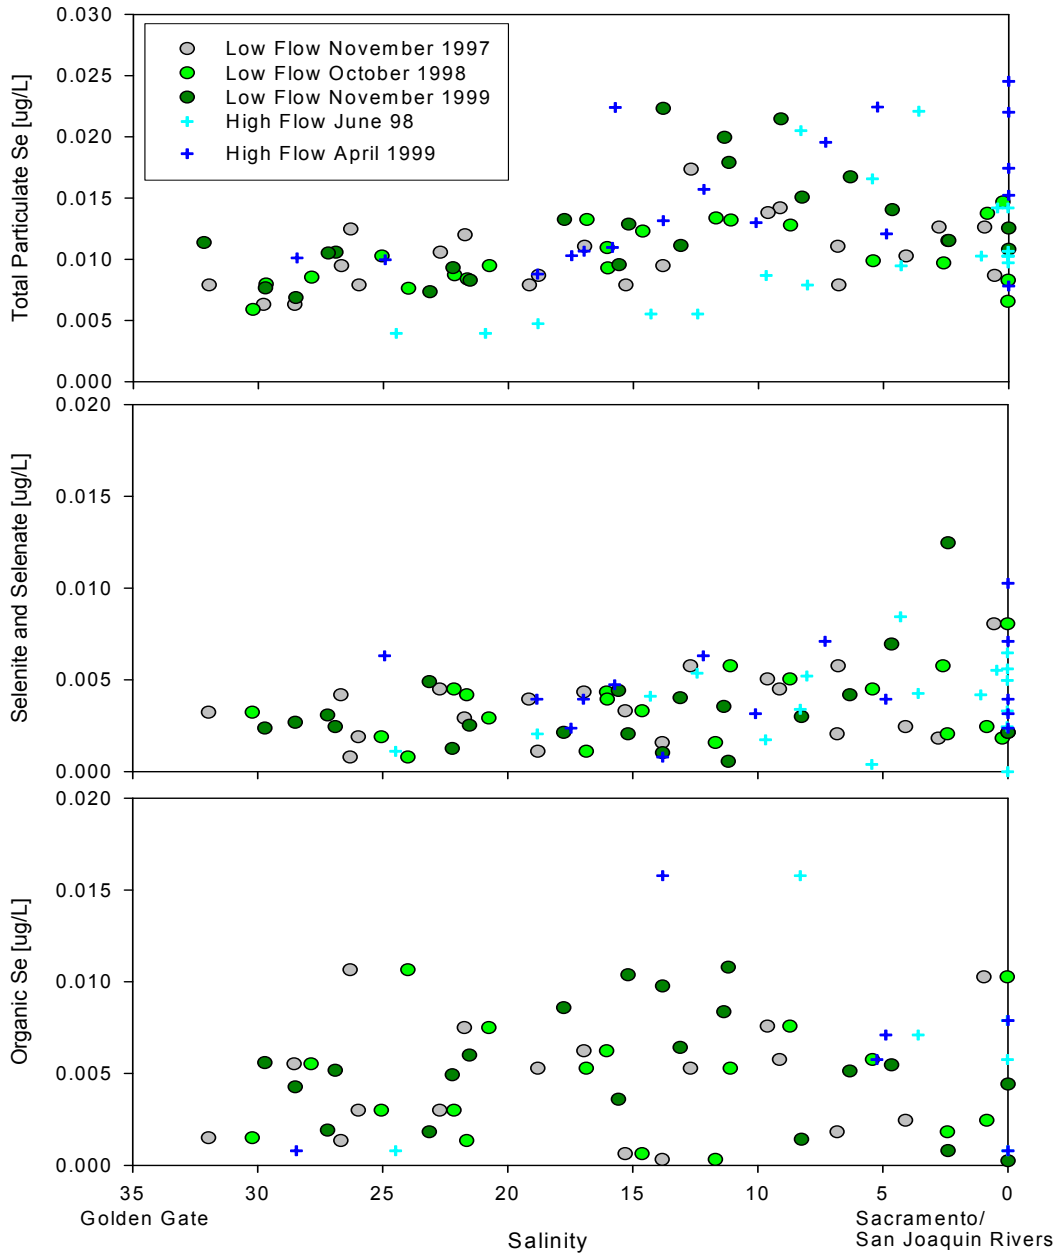 0.030
0.025
0.020
0.015
0.010
0.005
0.000
Total Particulate Se [ug/L]
Low Flow November 1997
Low Flow October 1998
Low Flow November 1999
High Flow June 98
High Flow April 1999
0.020
0.015
0.010
0.005
0.000
Selenite and Selenate [ug/L]
0.020
0.015
0.010
0.005
0.000
Organic Se [ug/L]
35 30 25 20 15 10 5 0
Golden Gate
Salinity
Sacramento/
San Joaquin Rivers